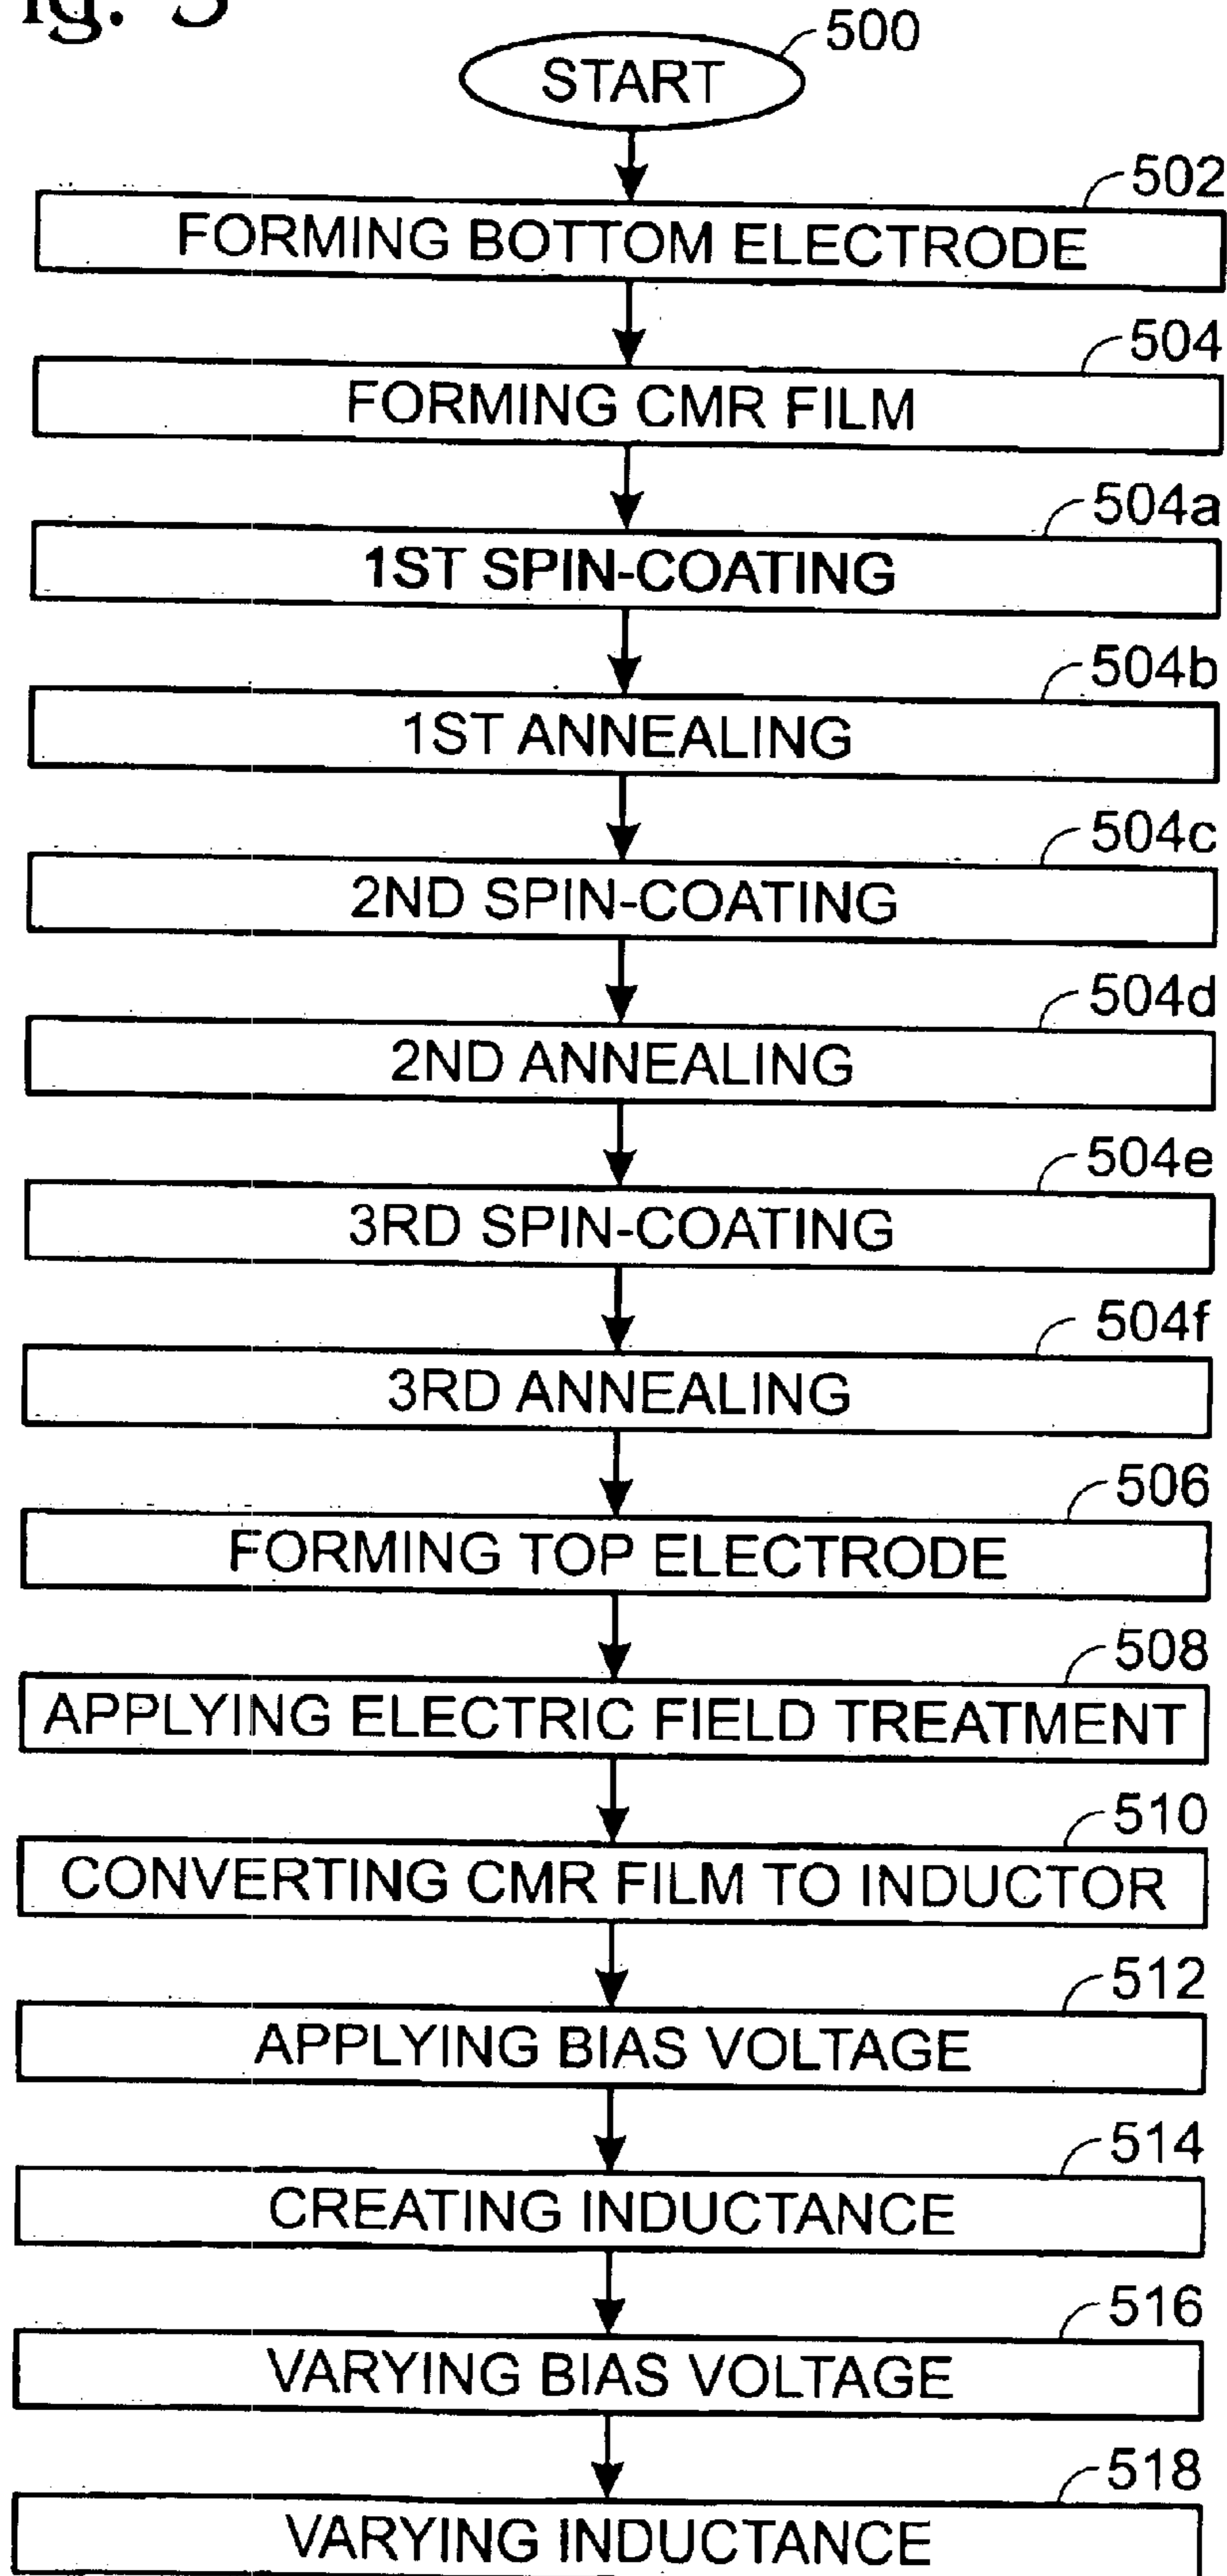 ig. 5
500
START
502
FORMING BOTTOM ELECTRODE
504
FORMING CMR FILM
504a
1ST SPIN-COATING
504b
1ST ANNEALING
504c
2ND SPIN-COATING
504d
2ND ANNEALING
504e
3RD SPIN-COATING
504f
3RD ANNEALING
506
FORMING TOP ELECTRODE
508
APPLYING ELECTRIC FIELD TREATMENT
510
CONVERTING CMR FILM TO INDUCTOR
512
APPLYING BIAS VOLTAGE
514
CREATING INDUCTANCE
516
VARYING BIAS VOLTAGE
518
VARYING INDUCTANCE